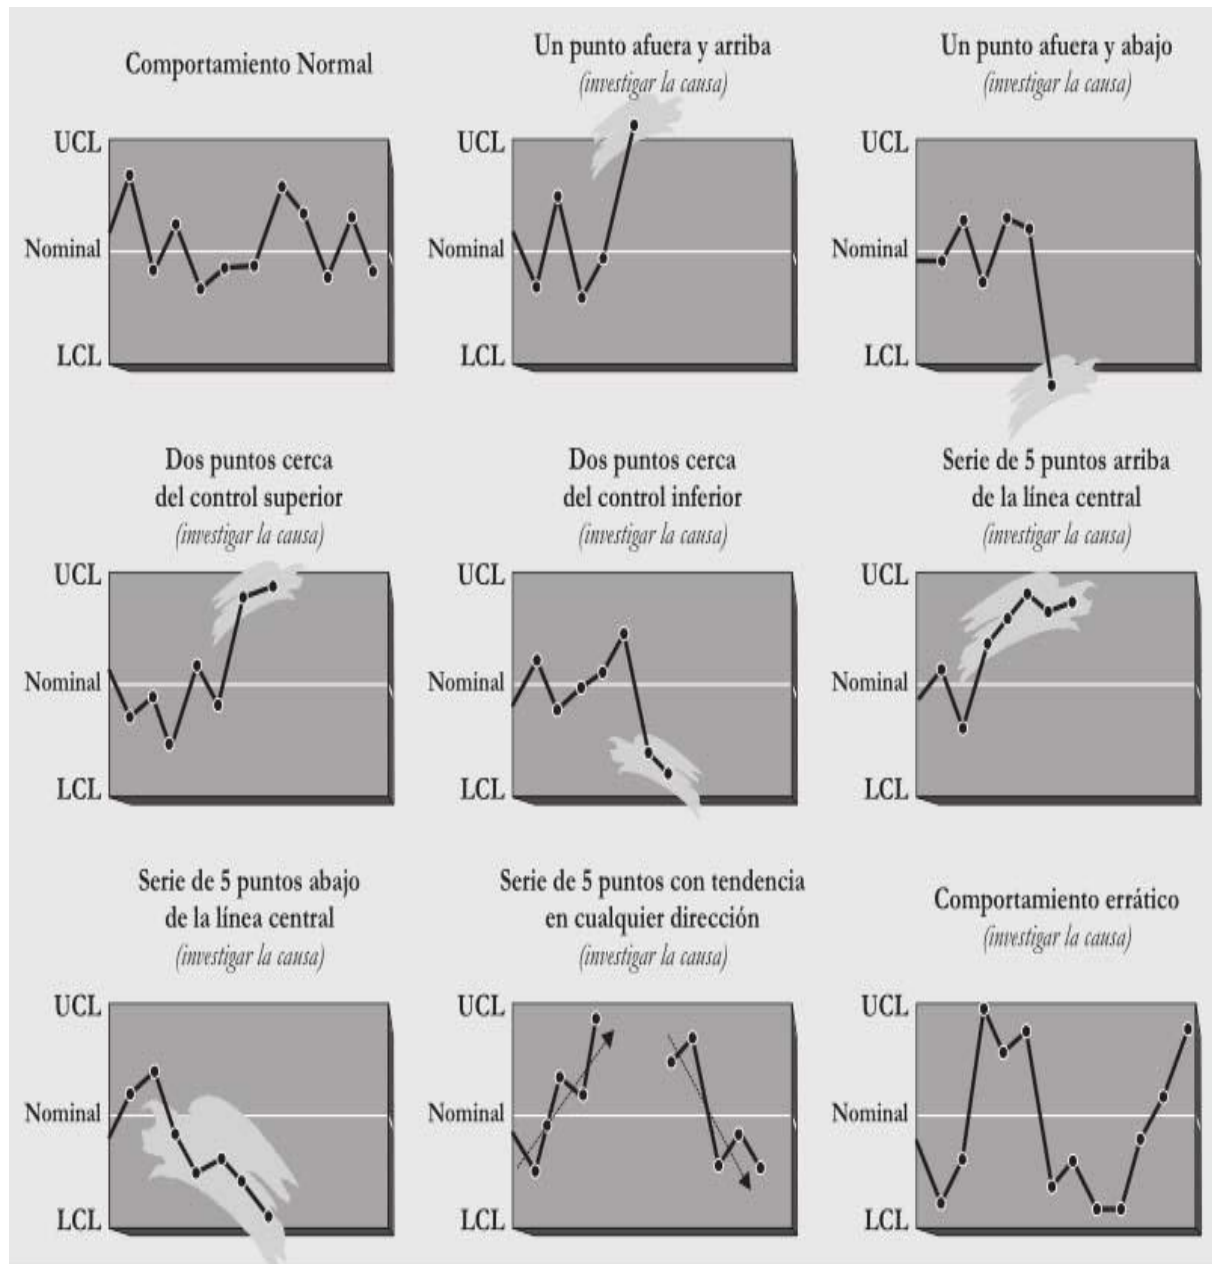 Comportamiento Normal
UCL
Nominal
LCL
Un punto afuera y arriba
(investigar la causa)
UCL
Nominal
LCL
Un punto afuera y abajo
(investigar la causa)
UCL
Nominal
LCL
Dos puntos cerca
del control superior
(investigar la causa)
UCL
Nominal
LCL
Dos puntos cerca
del control inferior
(investigar la causa)
UCL
Nominal
LCL
Serie de 5 puntos arriba
de la línea central
(investigar la causa)
UCL
Nominal
LCL
Serie de 5 puntos abajo
de la línea central
(investigar la causa)
UCL
Nominal
LCL
Serie de 5 puntos con tendencia
en cualquier dirección
(investigar la causa)
UCL
Nominal
LCL
Comportamiento errático
(investigar la causa)
UCL
Nominal
LCL